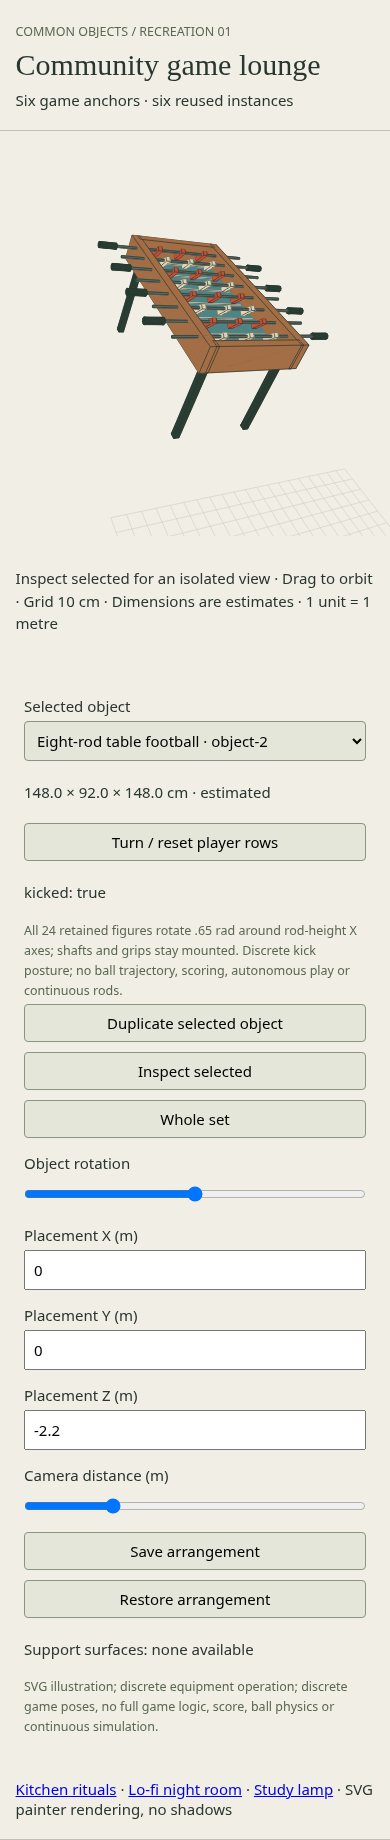 COMMON OBJECTS / RECREATION 01
Community game lounge
Six game anchors · six reused instances
Inspect selected for an isolated view · Drag to orbit
· Grid 10 cm · Dimensions are estimates · 1 unit = 1
metre
Selected object
Eight-rod table football · object-2
148.0 × 92.0 × 148.0 cm · estimated
Turn / reset player rows
kicked: true
All 24 retained figures rotate .65 rad around rod-height X
axes; shafts and grips stay mounted. Discrete kick
posture; no ball trajectory, scoring, autonomous play or
continuous rods.
Duplicate selected object
Inspect selected
Whole set
Object rotation
Placement X (m)
0
Placement Y (m)
0
Placement Z (m)
-2.2
Camera distance (m)
Save arrangement
Restore arrangement
Support surfaces: none available
SVG illustration; discrete equipment operation; discrete
game poses, no full game logic, score, ball physics or
continuous simulation.
Kitchen rituals · Lo-fi night room · Study lamp · SVG
painter rendering, no shadows